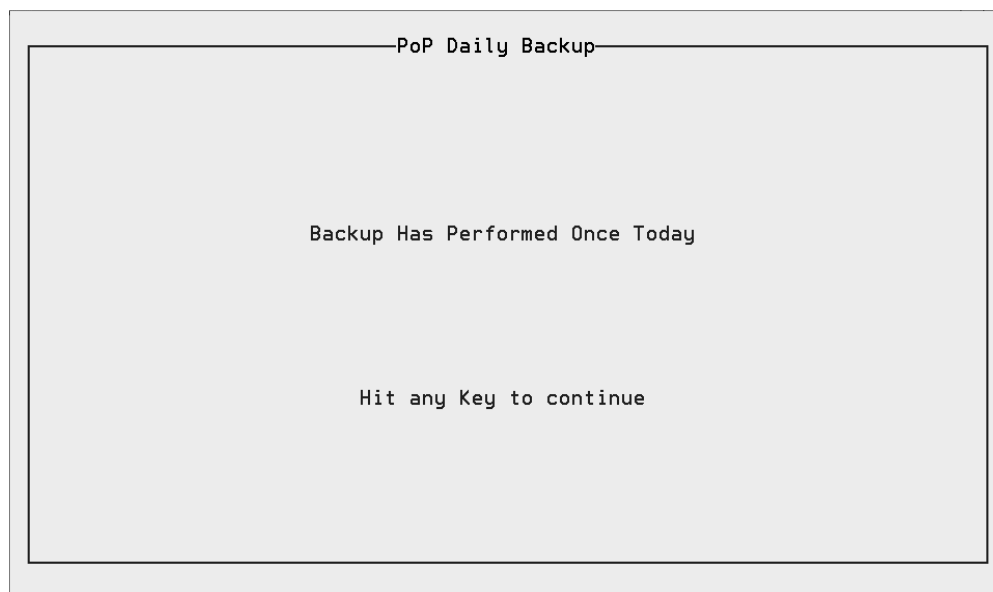 PoP Daily Backup
Backup Has Performed Once Today
Hit any Key to continue